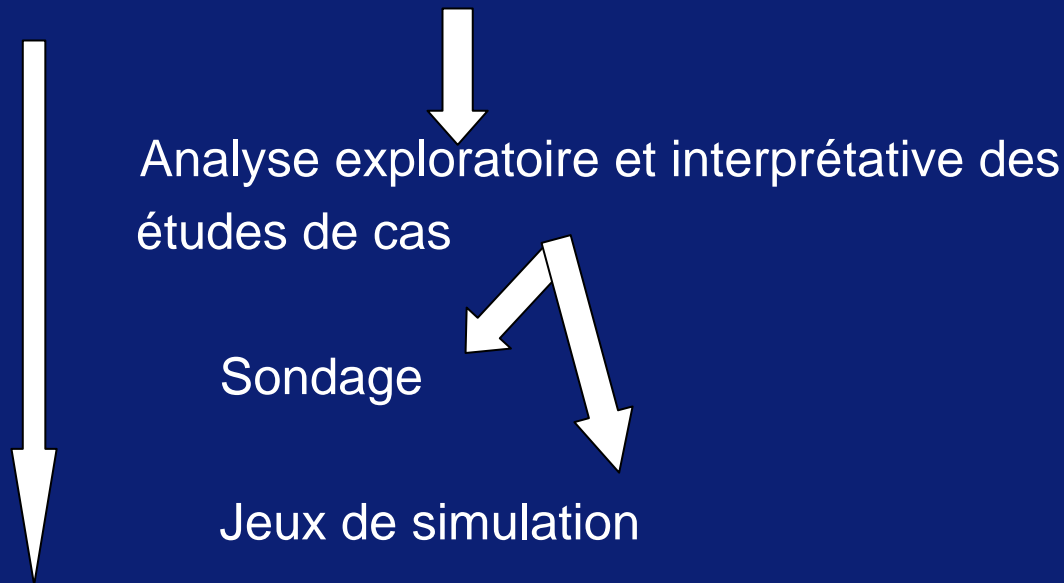 Analyse exploratoire et interprétative des
études de cas
Sondage
Jeux de simulation